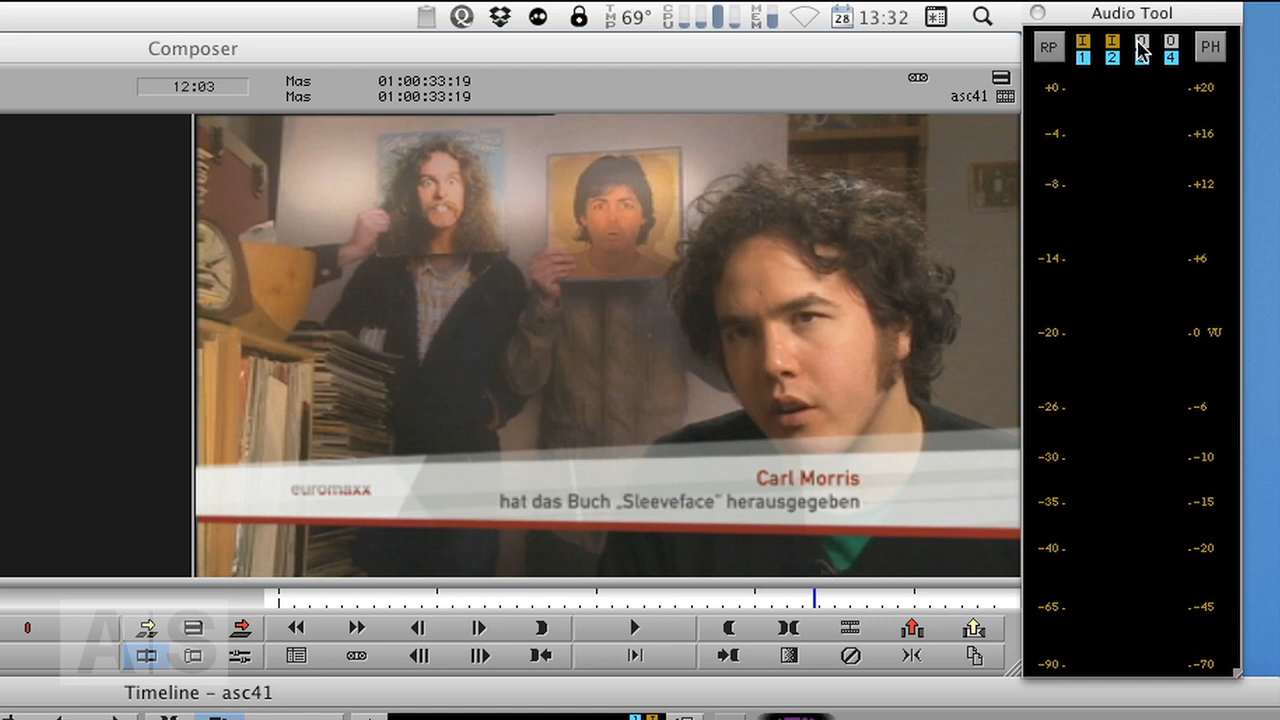 TMP 69° CPU MEM 28 13:32
Audio Tool
Composer
RP I I O O PH
1 2 4
12:03
Mas 01:00:33:19
Mas 01:00:33:19
asc41
+0 +20
-4 +16
-8 +12
-14 +6
-20 0 VU
-26 -6
-30 -10
-35 -15
-40 -20
-65 -45
-90 -70
euromaxx
Carl Morris
hat das Buch „Sleeveface“ herausgegeben
0
A|S
Timeline - asc41